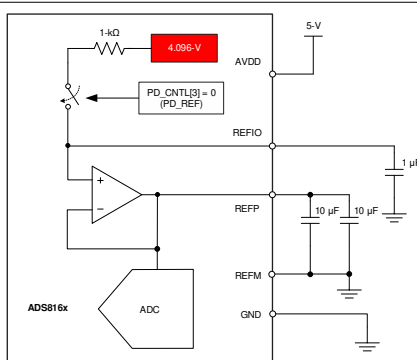 5-V
1-kΩ
4.096-V
AVDD
PD_CNTL[3] = 0
(PD_REF)
REFIO
1 µF
+
REFP
−
10 µF
10 µF
REFM
ADS816x
ADC
GND